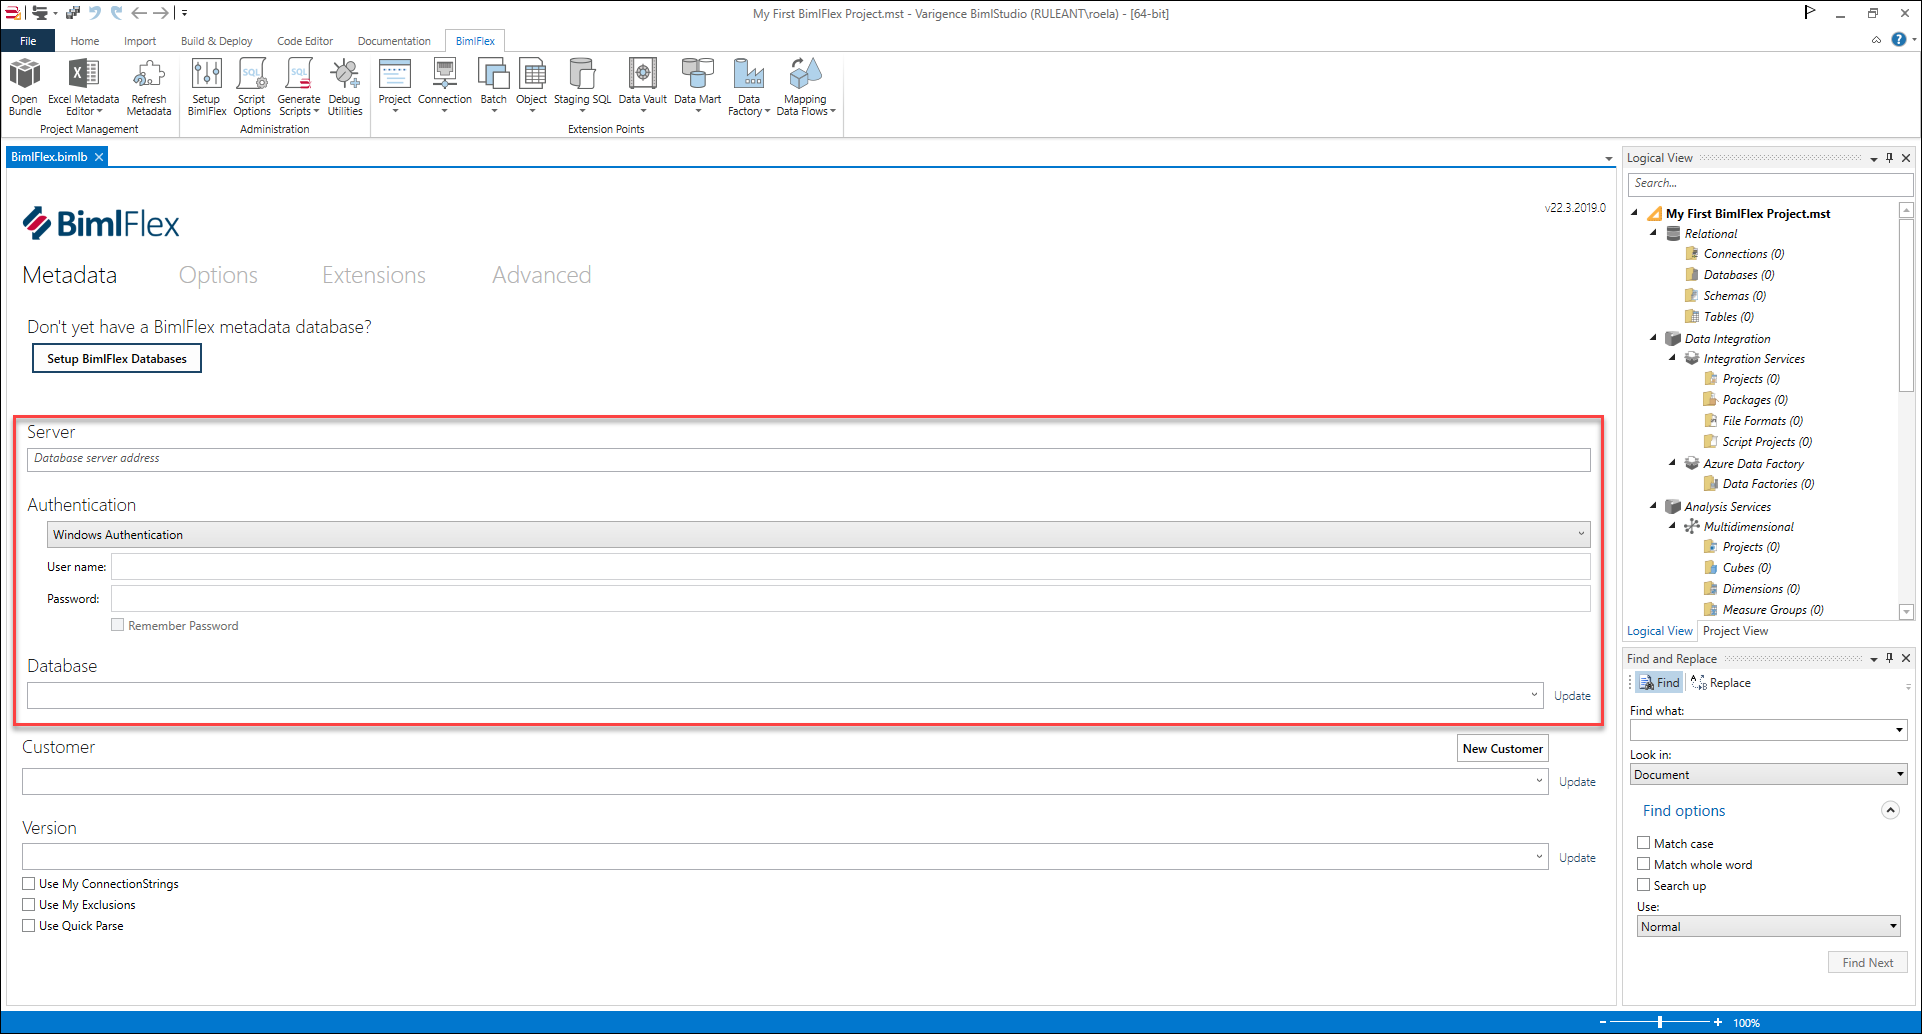 My First BimlFlex Project.mst - Varigence BimlStudio (RULEANT\roela) - [64-bit]
File Home Import Build & Deploy Code Editor Documentation BimlFlex
Open Bundle
Excel Metadata Editor
Refresh Metadata
Setup BimlFlex
Script Options
Generate Scripts
Debug Utilities
Project
Connection
Batch
Object
Staging SQL
Data Vault
Data Mart
Data Factory
Mapping Data Flows
Project Management
Administration
Extension Points
BimlFlex.bimlb
BimlFlex
v22.3.2019.0
Metadata Options Extensions Advanced
Don't yet have a BimlFlex metadata database?
Setup BimlFlex Databases
Server
Database server address
Authentication
Windows Authentication
User name:
Password:
Remember Password
Database
Update
Customer
New Customer
Update
Version
Update
Use My ConnectionStrings
Use My Exclusions
Use Quick Parse
Logical View
Search...
My First BimlFlex Project.mst
Relational
Connections (0)
Databases (0)
Schemas (0)
Tables (0)
Data Integration
Integration Services
Projects (0)
Packages (0)
File Formats (0)
Script Projects (0)
Azure Data Factory
Data Factories (0)
Analysis Services
Multidimensional
Projects (0)
Cubes (0)
Dimensions (0)
Measure Groups (0)
Logical View Project View
Find and Replace
Find Replace
Find what:
Look in:
Document
Find options
Match case
Match whole word
Search up
Use:
Normal
Find Next
100%